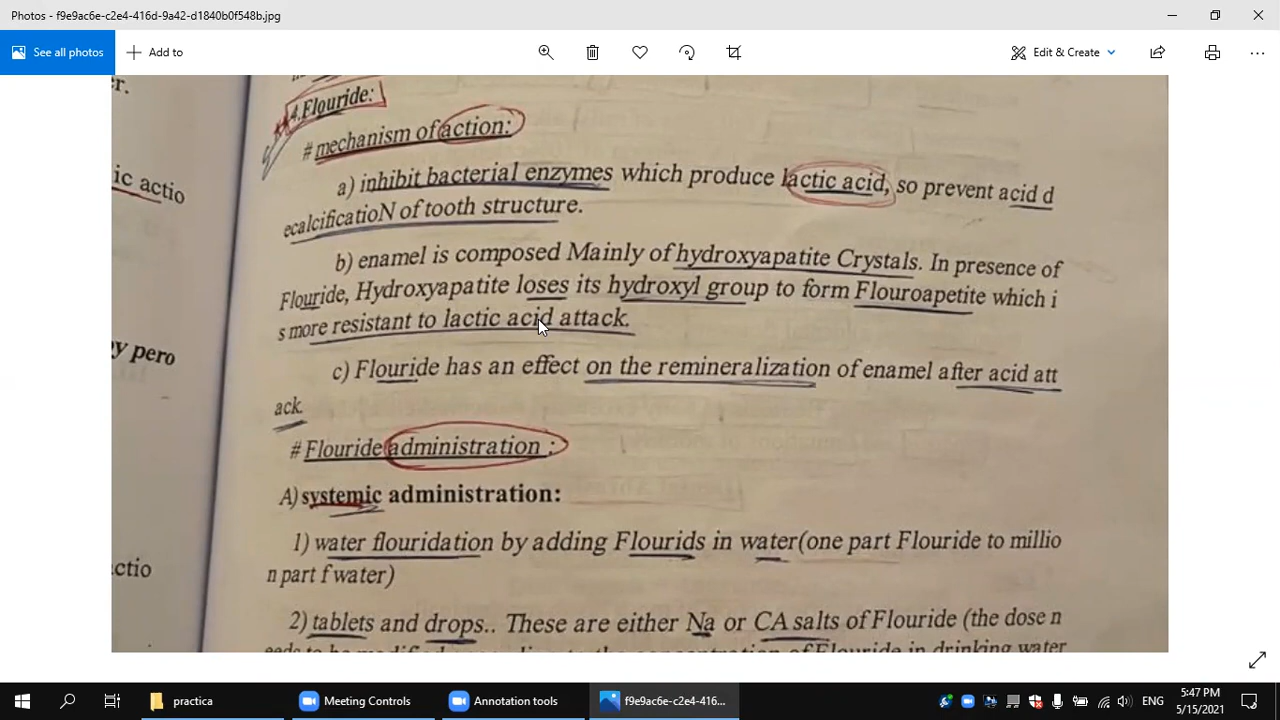 Photos - f9e9ac6e-c2e4-416d-9a42-d1840b0f548b.jpg
See all photos
Add to
Edit & Create
er.
ic actio
y pero
ctio
4.Flouride:
# mechanism of action:
a) inhibit bacterial enzymes which produce lactic acid, so prevent acid d
ecalcificatioN of tooth structure.
b) enamel is composed Mainly of hydroxyapatite Crystals. In presence of
Flouride, Hydroxyapatite loses its hydroxyl group to form Flouroapetite which i
s more resistant to lactic acid attack.
c) Flouride has an effect on the remineralization of enamel after acid att
ack.
# Flouride administration :
A) systemic administration:
1) water flouridation by adding Flourids in water(one part Flouride to millio
n part f water)
2) tablets and drops.. These are either Na or CA salts of Flouride (the dose n
of Flouride in drinking water
practica
Meeting Controls
Annotation tools
f9e9ac6e-c2e4-416...
ENG
5:47 PM
5/15/2021